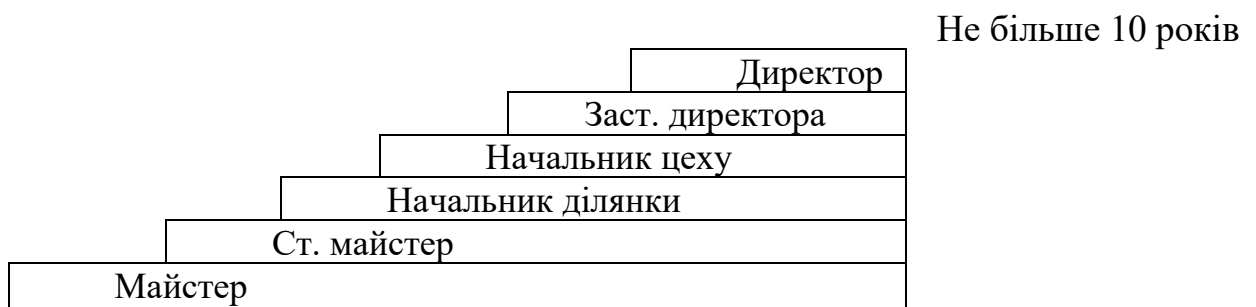 Не більше 10 років
Директор
Заст. директора
Начальник цеху
Начальник ділянки
Ст. майстер
Майстер